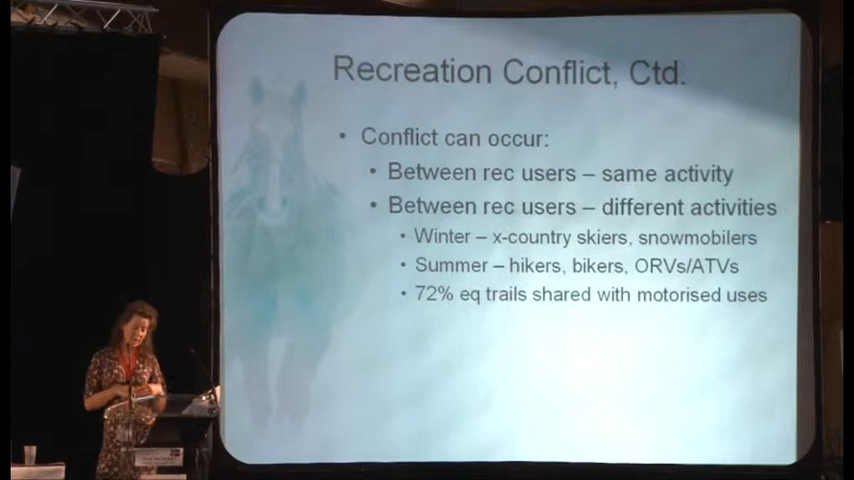 Recreation Conflict, Ctd.
• Conflict can occur:
• Between rec users – same activity
• Between rec users – different activities
• Winter – x-country skiers, snowmobilers
• Summer – hikers, bikers, ORVs/ATVs
• 72% eq trails shared with motorised uses